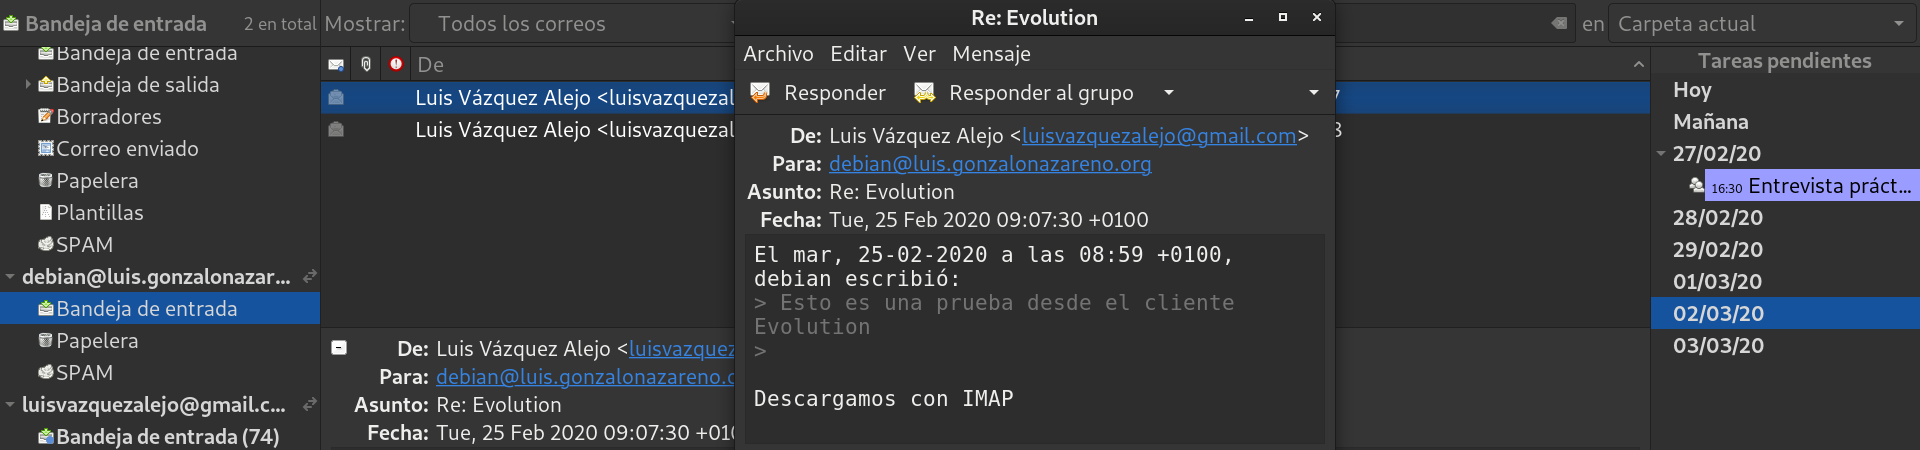 Bandeja de entrada 2 en total
Bandeja de entrada
Bandeja de salida
Borradores
Correo enviado
Papelera
Plantillas
SPAM
debian@luis.gonzalonazar...
Bandeja de entrada
Papelera
SPAM
luisvazquezalejo@gmail.c...
Bandeja de entrada (74)
Mostrar: Todos los correos
en Carpeta actual
De
Luis Vázquez Alejo <luisvazquezal
Luis Vázquez Alejo <luisvazquezal
De: Luis Vázquez Alejo <luisvazquez
Para: debian@luis.gonzalonazareno.
Asunto: Re: Evolution
Fecha: Tue, 25 Feb 2020 09:07:30 +01
Re: Evolution
Archivo Editar Ver Mensaje
Responder Responder al grupo
De: Luis Vázquez Alejo <luisvazquezalejo@gmail.com>
Para: debian@luis.gonzalonazareno.org
Asunto: Re: Evolution
Fecha: Tue, 25 Feb 2020 09:07:30 +0100
El mar, 25-02-2020 a las 08:59 +0100,
debian escribió:
> Esto es una prueba desde el cliente
Evolution
>
Descargamos con IMAP
Tareas pendientes
Hoy
Mañana
27/02/20
16:30 Entrevista práct...
28/02/20
29/02/20
01/03/20
02/03/20
03/03/20